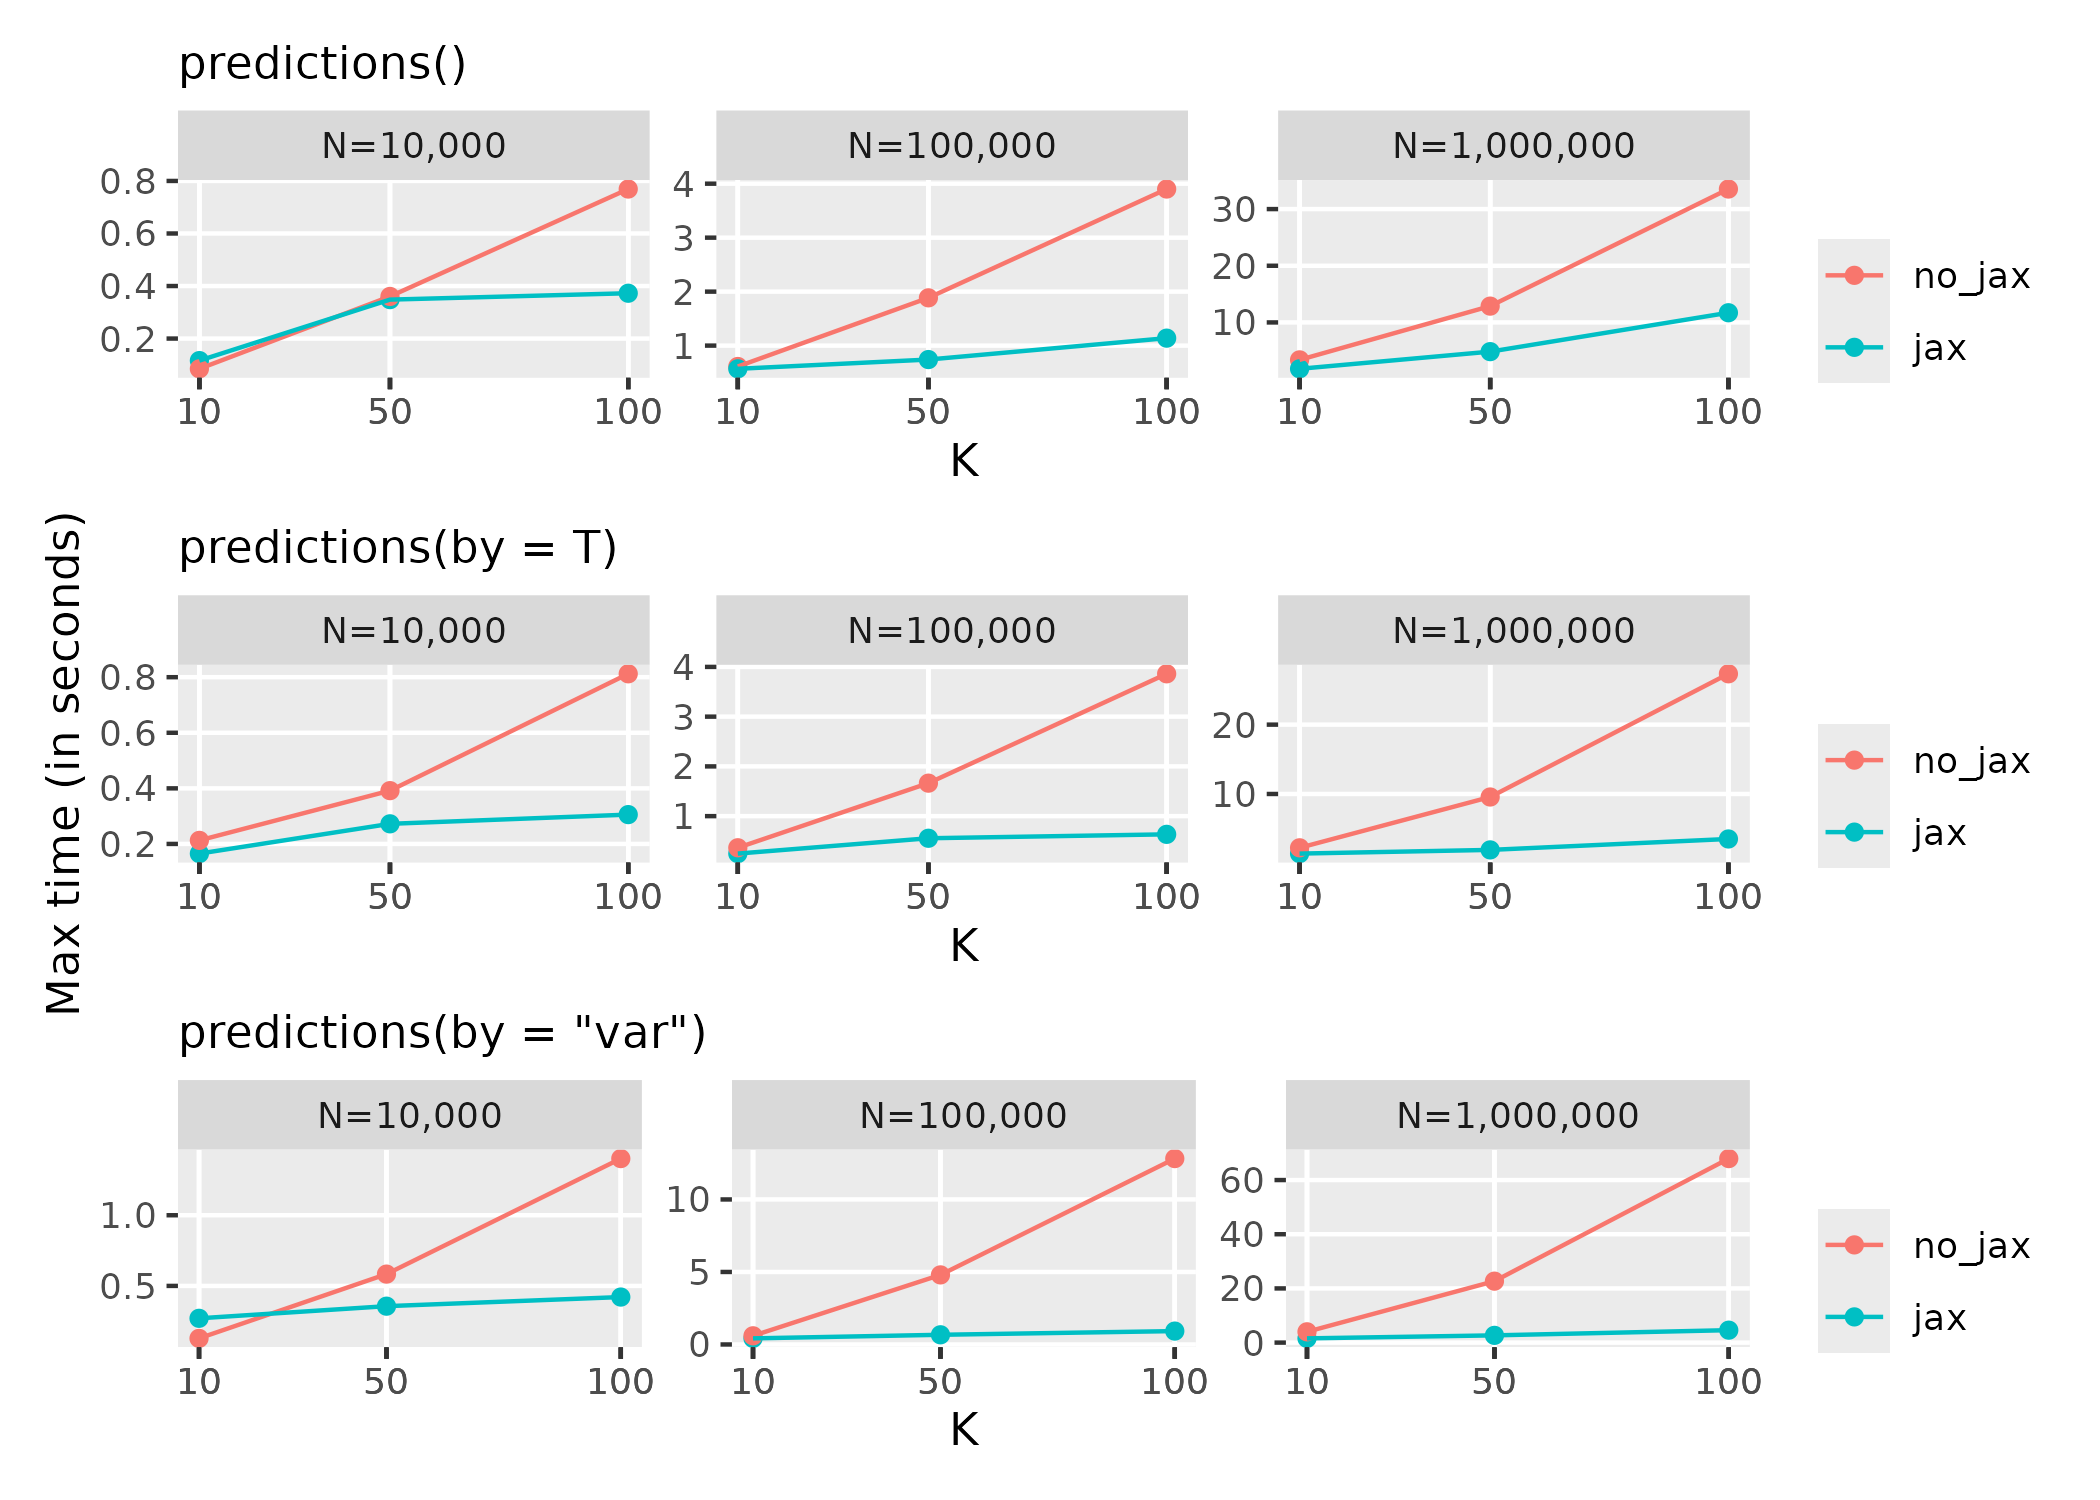 predictions()
N=10,000 N=100,000 N=1,000,000
0.8
0.6
0.4
0.2
10 50 100
4
3
2
1
10 50 100
30
20
10
10 50 100
K
no_jax
jax
Max time (in seconds)
predictions(by = T)
N=10,000 N=100,000 N=1,000,000
0.8
0.6
0.4
0.2
10 50 100
4
3
2
1
10 50 100
20
10
10 50 100
K
no_jax
jax
predictions(by = "var")
N=10,000 N=100,000 N=1,000,000
1.0
0.5
10 50 100
10
5
0
10 50 100
60
40
20
0
10 50 100
K
no_jax
jax